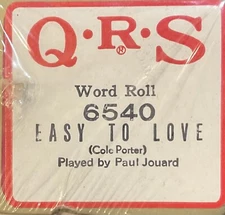 Q·R·S
®
Word Roll
6540
EASY TO LOVE
(Cole Porter)
Played by Paul Jouard